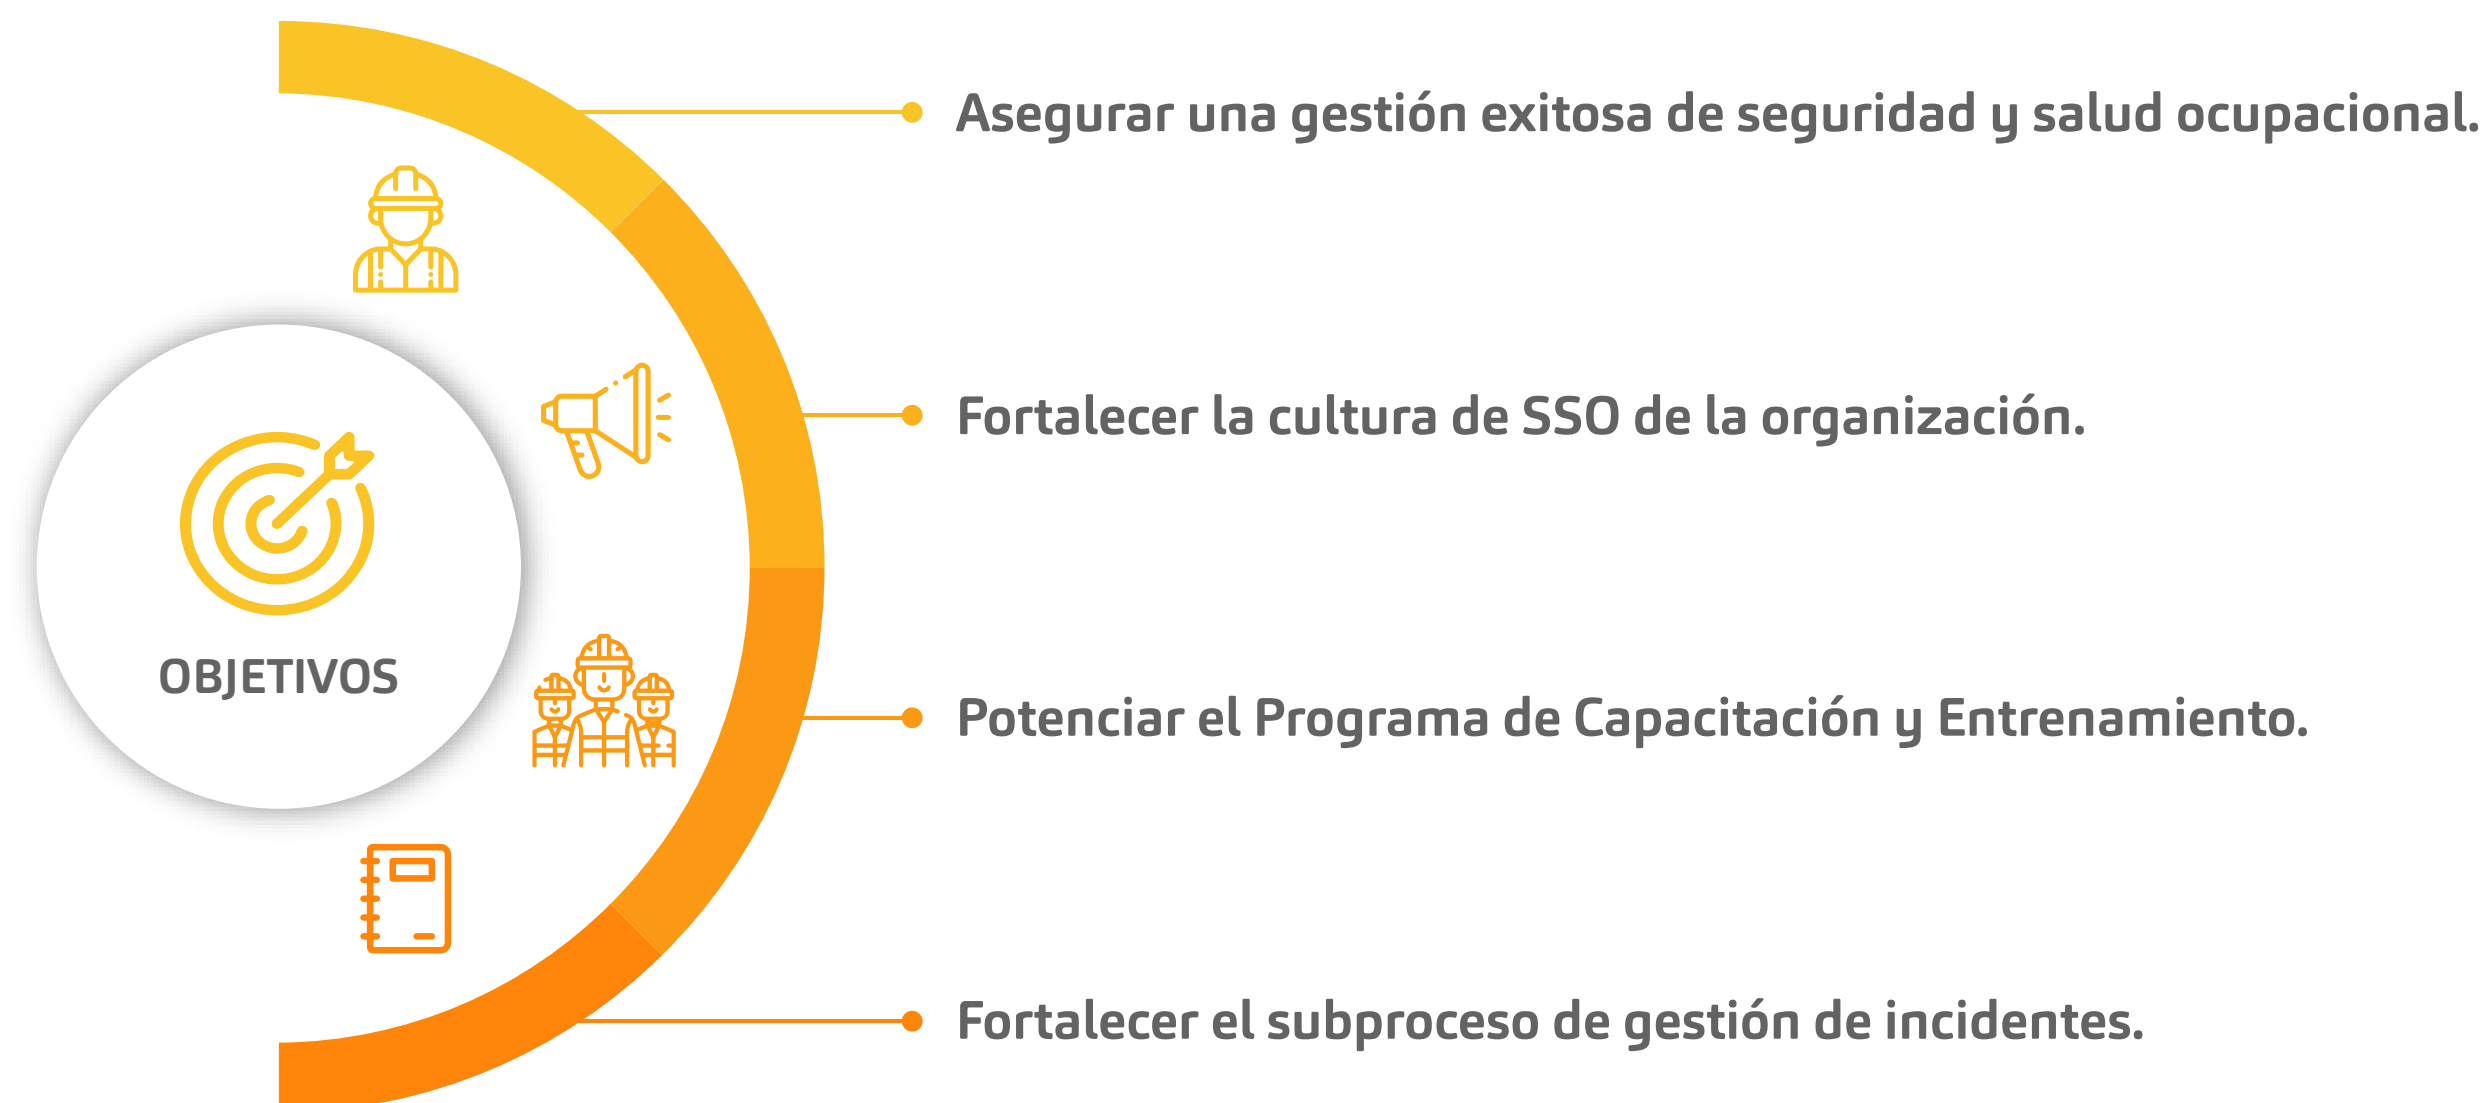 Asegurar una gestión exitosa de seguridad y salud ocupacional.
Fortalecer la cultura de SSO de la organización.
OBJETIVOS
Potenciar el Programa de Capacitación y Entrenamiento.
Fortalecer el subproceso de gestión de incidentes.